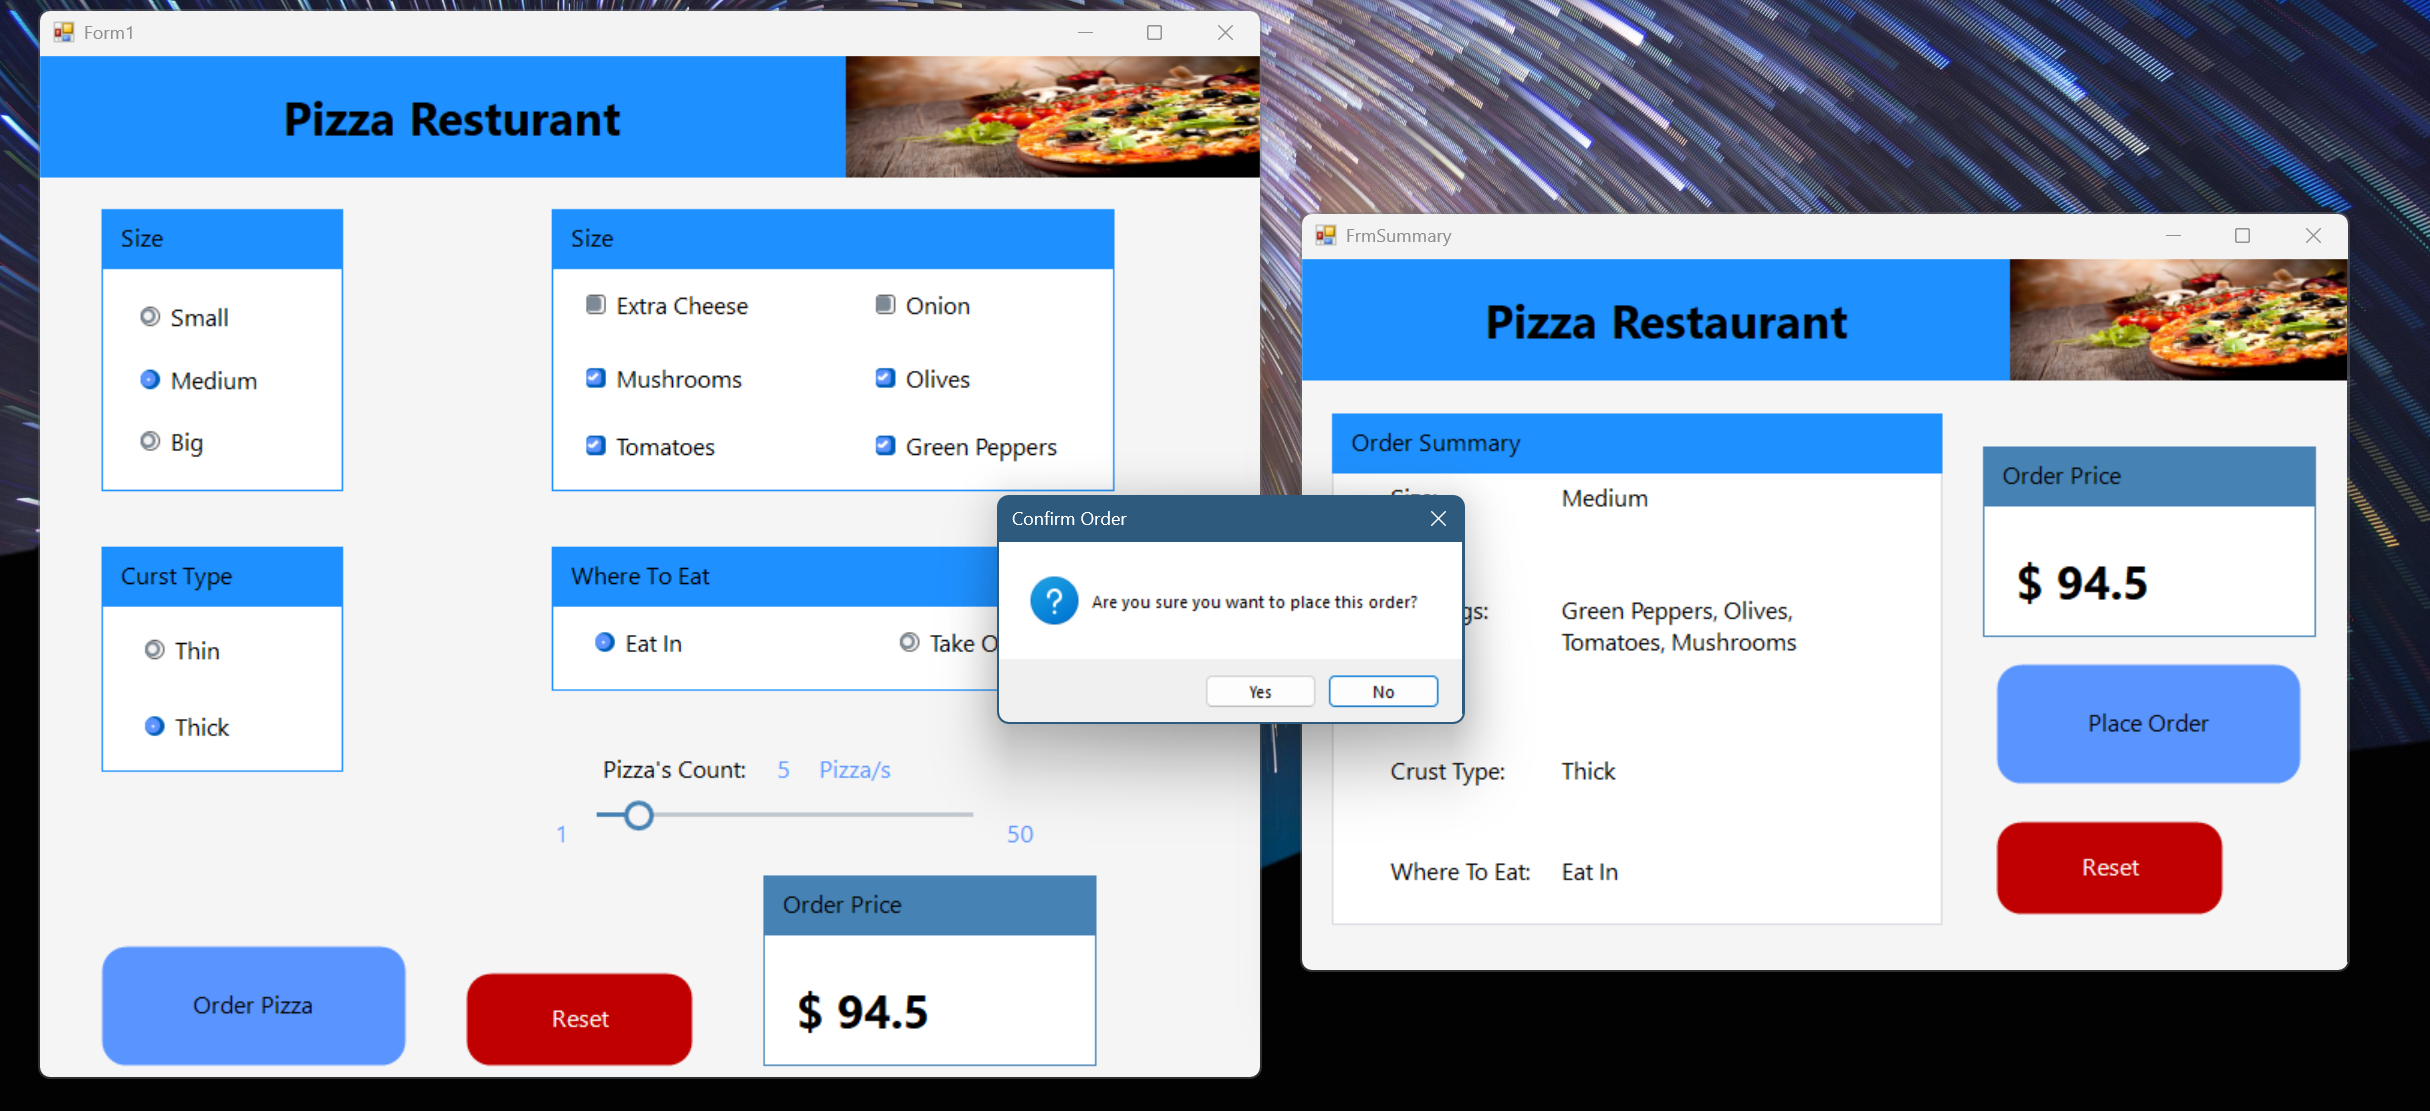 Form1
Pizza Resturant
Size
Small
Medium
Big
Size
Extra Cheese
Onion
Mushrooms
Olives
Tomatoes
Green Peppers
Curst Type
Thin
Thick
Where To Eat
Eat In
Take O
Pizza's Count: 5 Pizza/s
1
50
Order Price
$ 94.5
Order Pizza
Reset
Confirm Order
Are you sure you want to place this order?
Yes
No
FrmSummary
Pizza Restaurant
Order Summary
Size: Medium
gs: Green Peppers, Olives,
Tomatoes, Mushrooms
Crust Type: Thick
Where To Eat: Eat In
Order Price
$ 94.5
Place Order
Reset